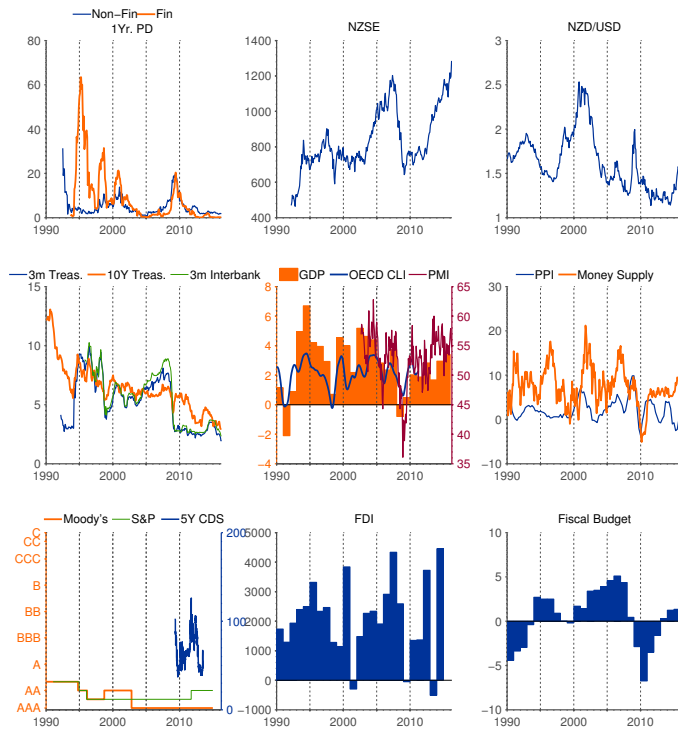 Non-Fin Fin
1Yr. PD
NZSE
NZD/USD
80
60
40
20
0
1990 2000 2010
1400
1200
1000
800
600
400
1990 2000 2010
3
2.5
2
1.5
1
1990 2000 2010
3m Treas. 10Y Treas. 3m Interbank
GDP OECD CLI PMI
PPI Money Supply
15
10
5
0
1990 2000 2010
8
6
4
2
0
-2
-4
65
60
55
50
45
40
35
1990 2000 2010
30
20
10
0
-10
1990 2000 2010
Moody's S&P 5Y CDS
FDI
Fiscal Budget
C
CC
CCC
B
BB
BBB
A
AA
AAA
200
100
0
1990 2000 2010
5000
4000
3000
2000
1000
0
-1000
1990 2000 2010
10
5
0
-5
-10
1990 2000 2010